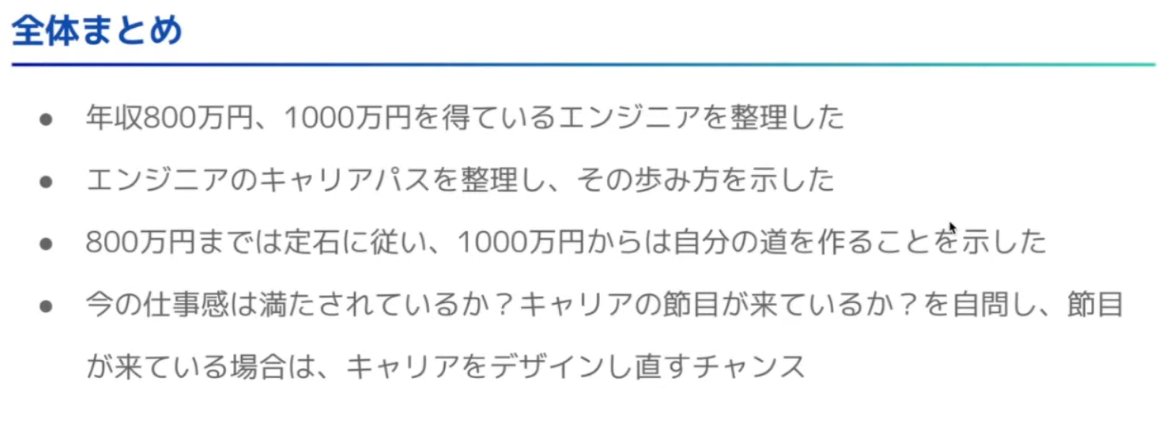 全体まとめ
● 年収800万円、1000万円を得ているエンジニアを整理した
● エンジニアのキャリアパスを整理し、その歩み方を示した
● 800万円までは定石に従い、1000万円からは自分の道を作ることを示した
● 今の仕事感は満たされているか？キャリアの節目が来ているか？を自問し、節目
が来ている場合は、キャリアをデザインし直すチャンス